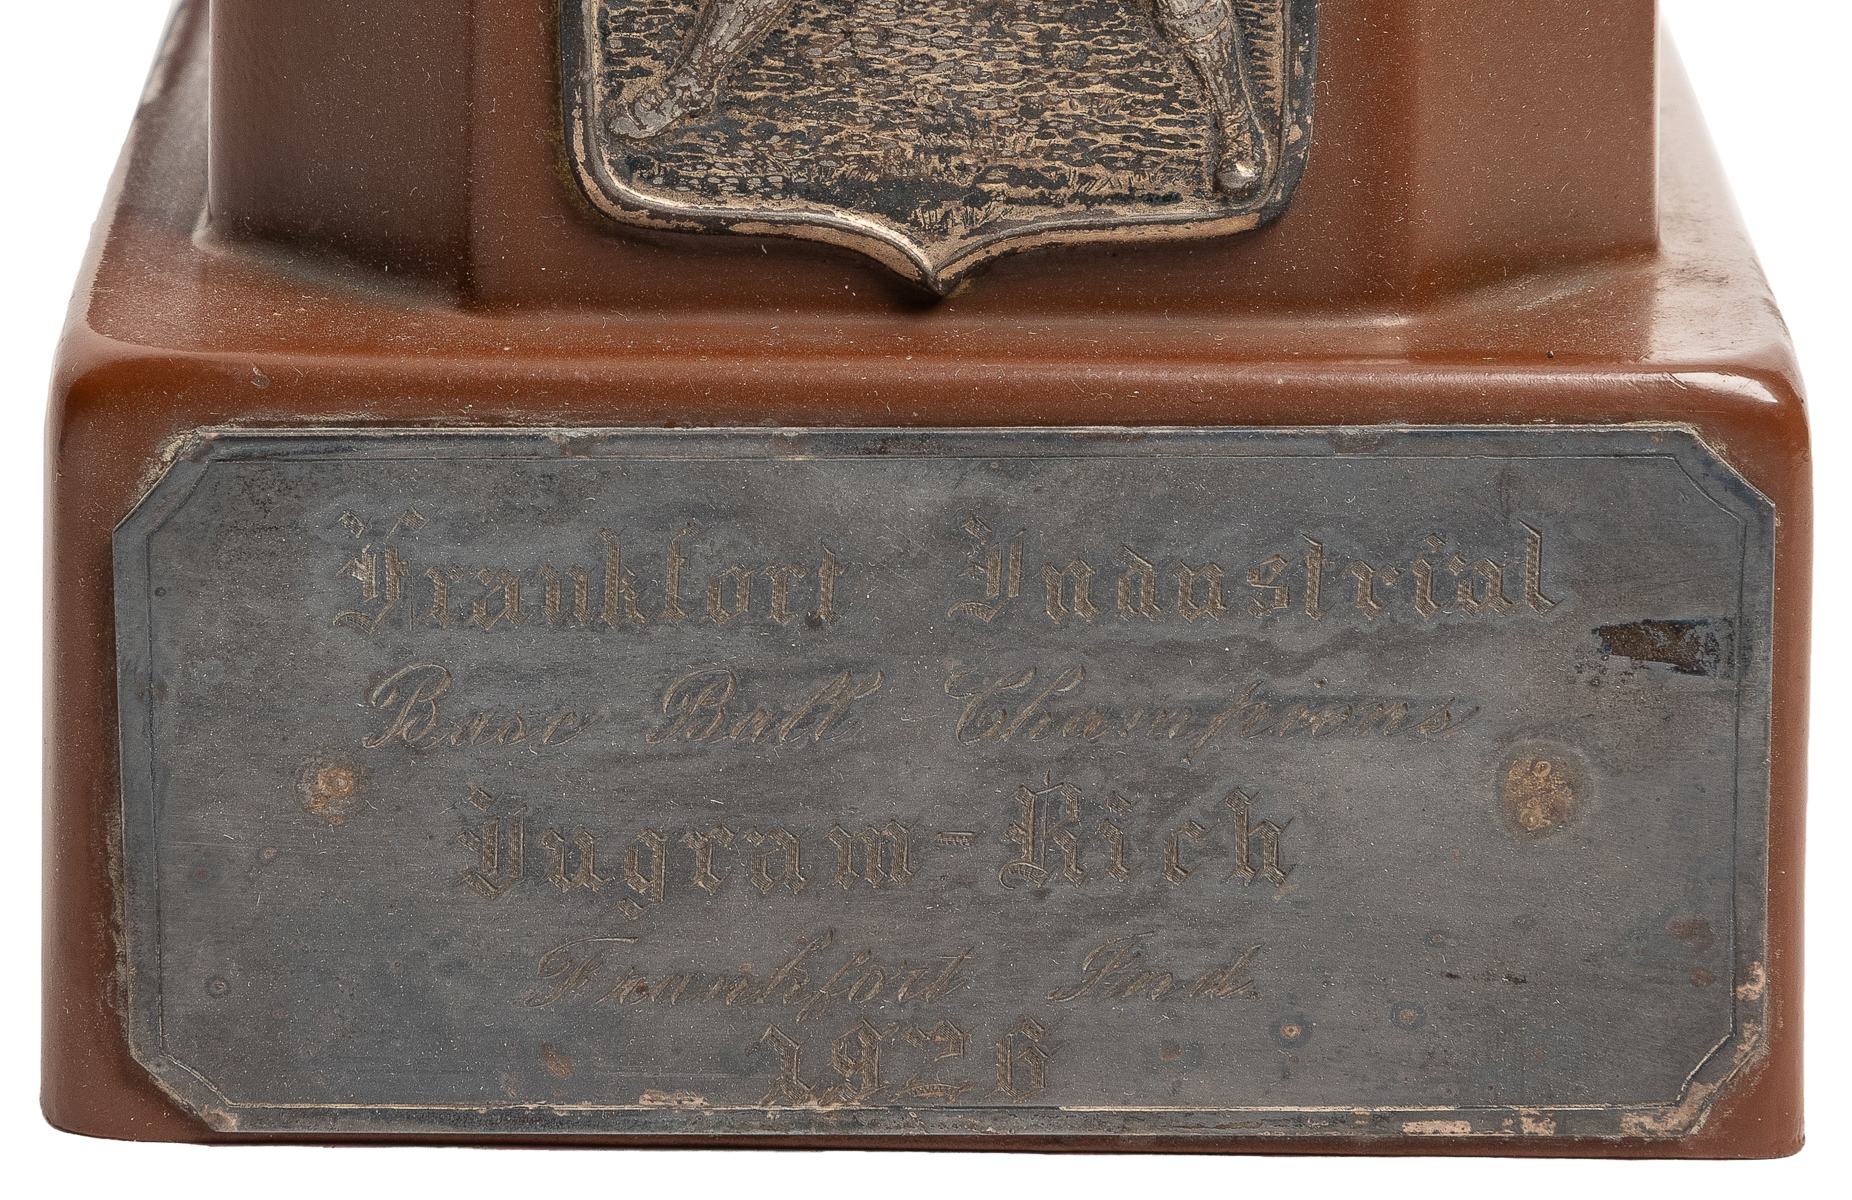 Frankfort Industrial
Base Ball Champions
Ingram-Rich
Frankfort Ind.
1926